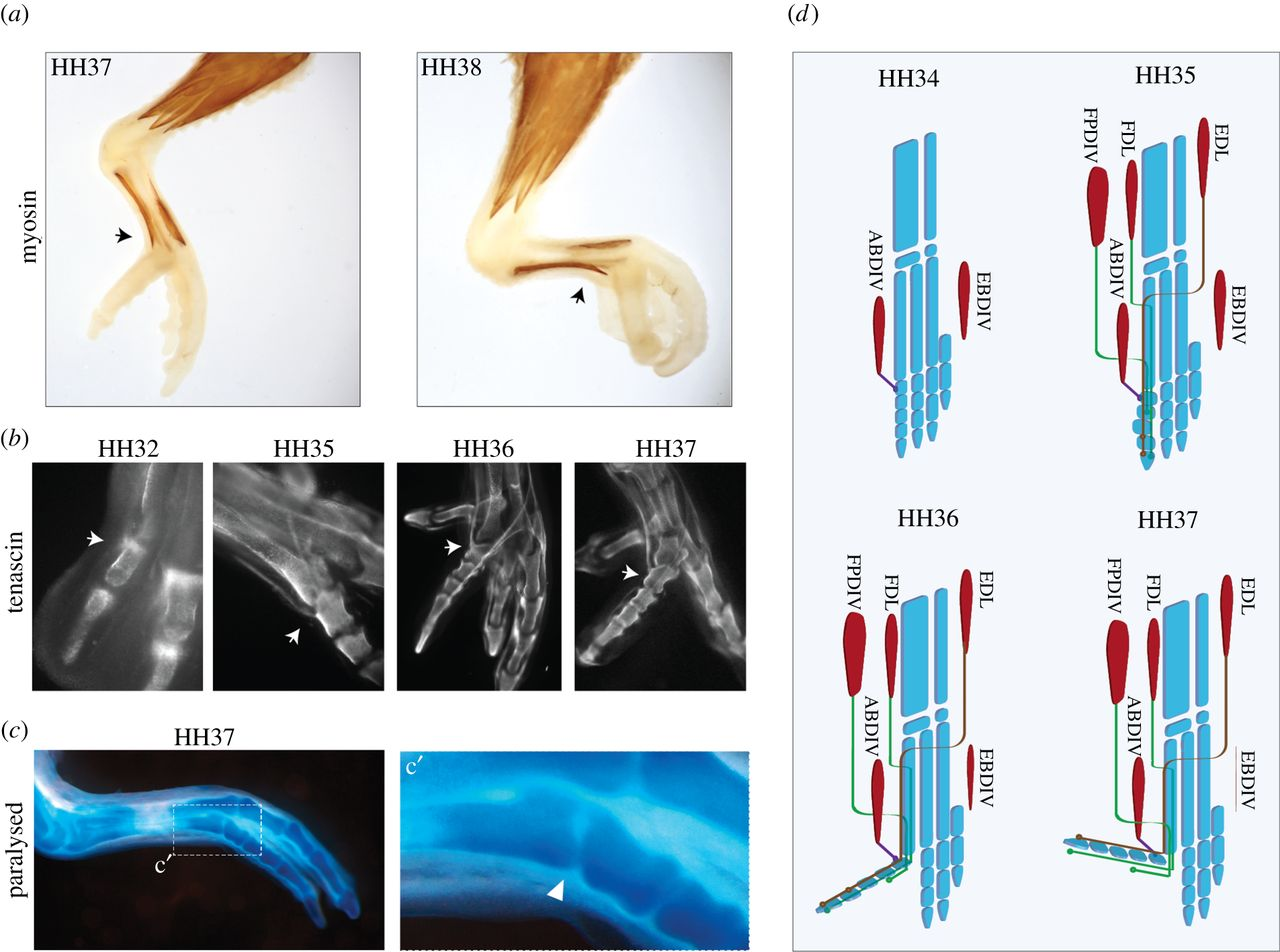 (a)
HH37
HH38
myosin
(b)
HH32
HH35
HH36
HH37
tenascin
(c)
HH37
c′
c′
paralysed
(d)
HH34
ABDIV
EBDIV
HH35
FPDIV
FDL
EDL
ABDIV
EBDIV
HH36
FPDIV
FDL
EDL
ABDIV
EBDIV
HH37
FPDIV
FDL
EDL
ABDIV
EBDIV